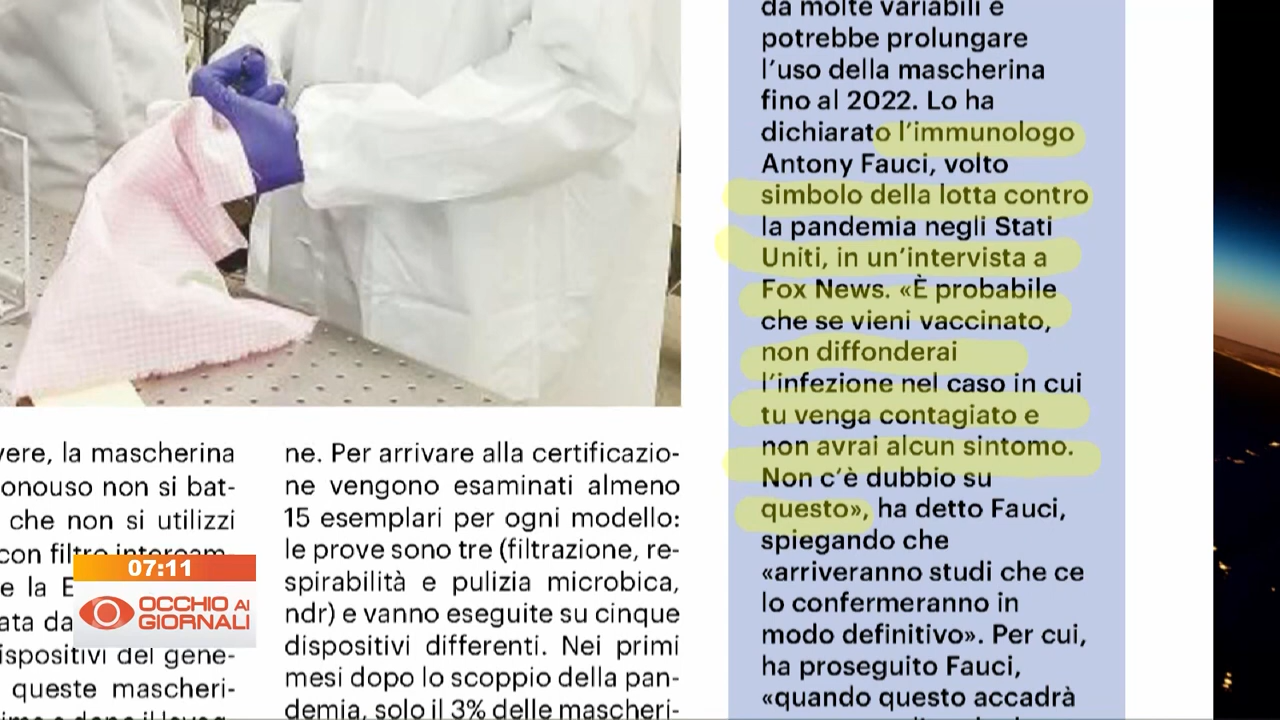 vere, la mascherina
onouso non si bat-
che non si utilizzi
con filtro
e la
ata da
ispositivi del gene-
queste mascheri-
07:11
OCCHIO AI
GIORNALI
ne. Per arrivare alla certificazio-
ne vengono esaminati almeno
15 esemplari per ogni modello:
le prove sono tre (filtrazione, re-
spirabilità e pulizia microbica,
ndr) e vanno eseguite su cinque
dispositivi differenti. Nei primi
mesi dopo lo scoppio della pan-
demia, solo il 3% delle mascheri-
da molte variabili e
potrebbe prolungare
l'uso della mascherina
fino al 2022. Lo ha
dichiarato l'immunologo
Antony Fauci, volto
simbolo della lotta contro
la pandemia negli Stati
Uniti, in un'intervista a
Fox News. «È probabile
che se vieni vaccinato,
non diffonderai
l'infezione nel caso in cui
tu venga contagiato e
non avrai alcun sintomo.
Non c'è dubbio su
questo», ha detto Fauci,
spiegando che
«arriveranno studi che ce
lo confermeranno in
modo definitivo». Per cui,
ha proseguito Fauci,
«quando questo accadrà